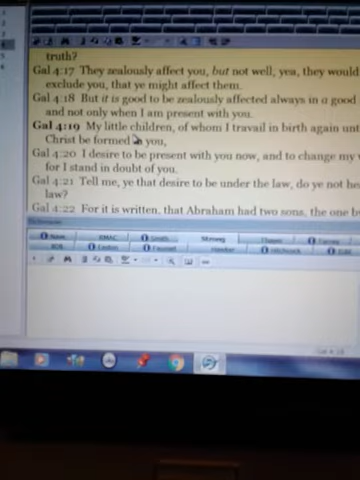 truth?
Gal 4:17 They zealously affect you, but not well; yea, they would
exclude you, that ye might affect them.
Gal 4:18 But it is good to be zealously affected always in a good
and not only when I am present with you.
Gal 4:19 My little children, of whom I travail in birth again unt
Christ be formed in you,
Gal 4:20 I desire to be present with you now, and to change my v
for I stand in doubt of you.
Gal 4:21 Tell me, ye that desire to be under the law, do ye not he
law?
Gal 4:22 For it is written, that Abraham had two sons, the one b
Strong